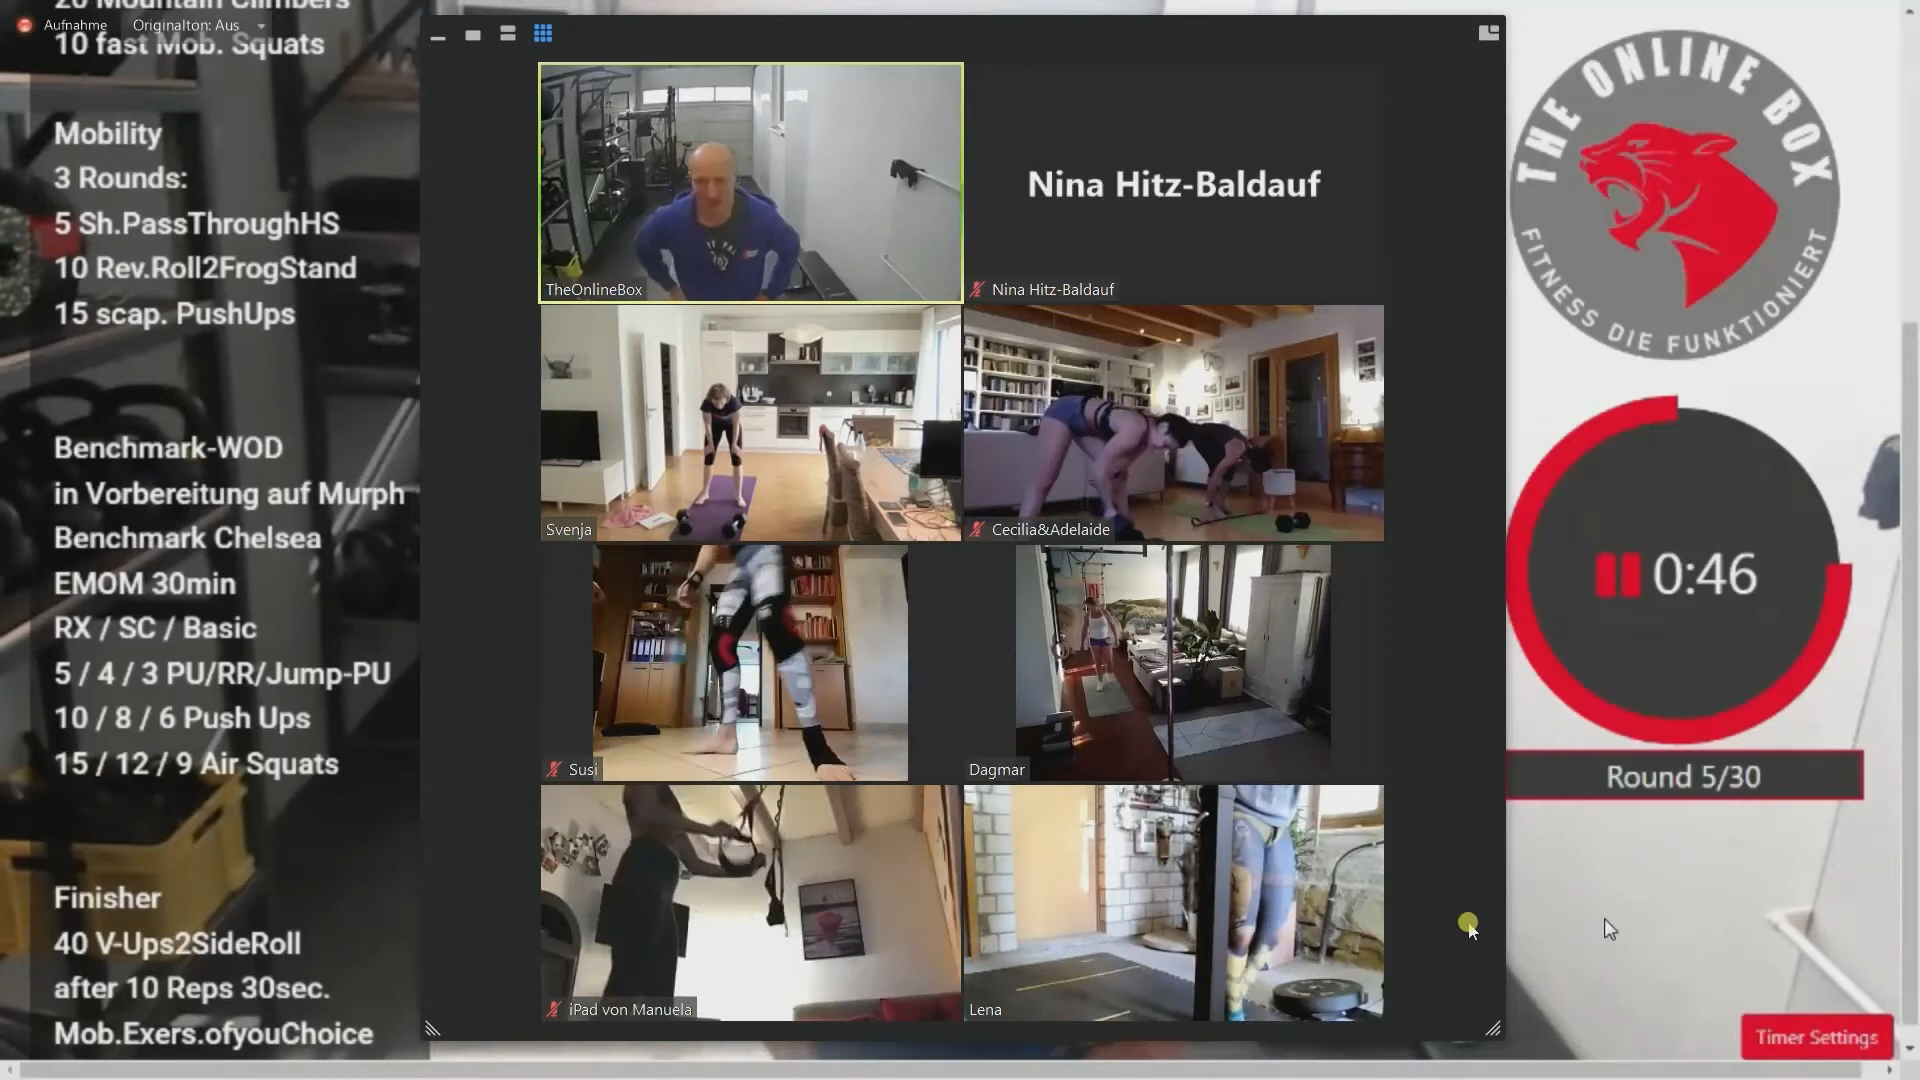 20 Mountain Climbers
Aufnahme
Originalton: Aus
10 fast Mob. Squats
Mobility
3 Rounds:
5 Sh.PassThroughHS
10 Rev.Roll2FrogStand
15 scap. PushUps
Benchmark-WOD
in Vorbereitung auf Murph
Benchmark Chelsea
EMOM 30min
RX / SC / Basic
5 / 4 / 3 PU/RR/Jump-PU
10 / 8 / 6 Push Ups
15 / 12 / 9 Air Squats
Finisher
40 V-Ups2SideRoll
after 10 Reps 30sec.
Mob.Exers.ofyouChoice
TheOnlineBox
Nina Hitz-Baldauf
Nina Hitz-Baldauf
Svenja
Cecilia&Adelaide
Susi
Dagmar
iPad von Manuela
Lena
THE ONLINE BOX
FITNESS DIE FUNKTIONIERT
0:46
Round 5/30
Timer Settings